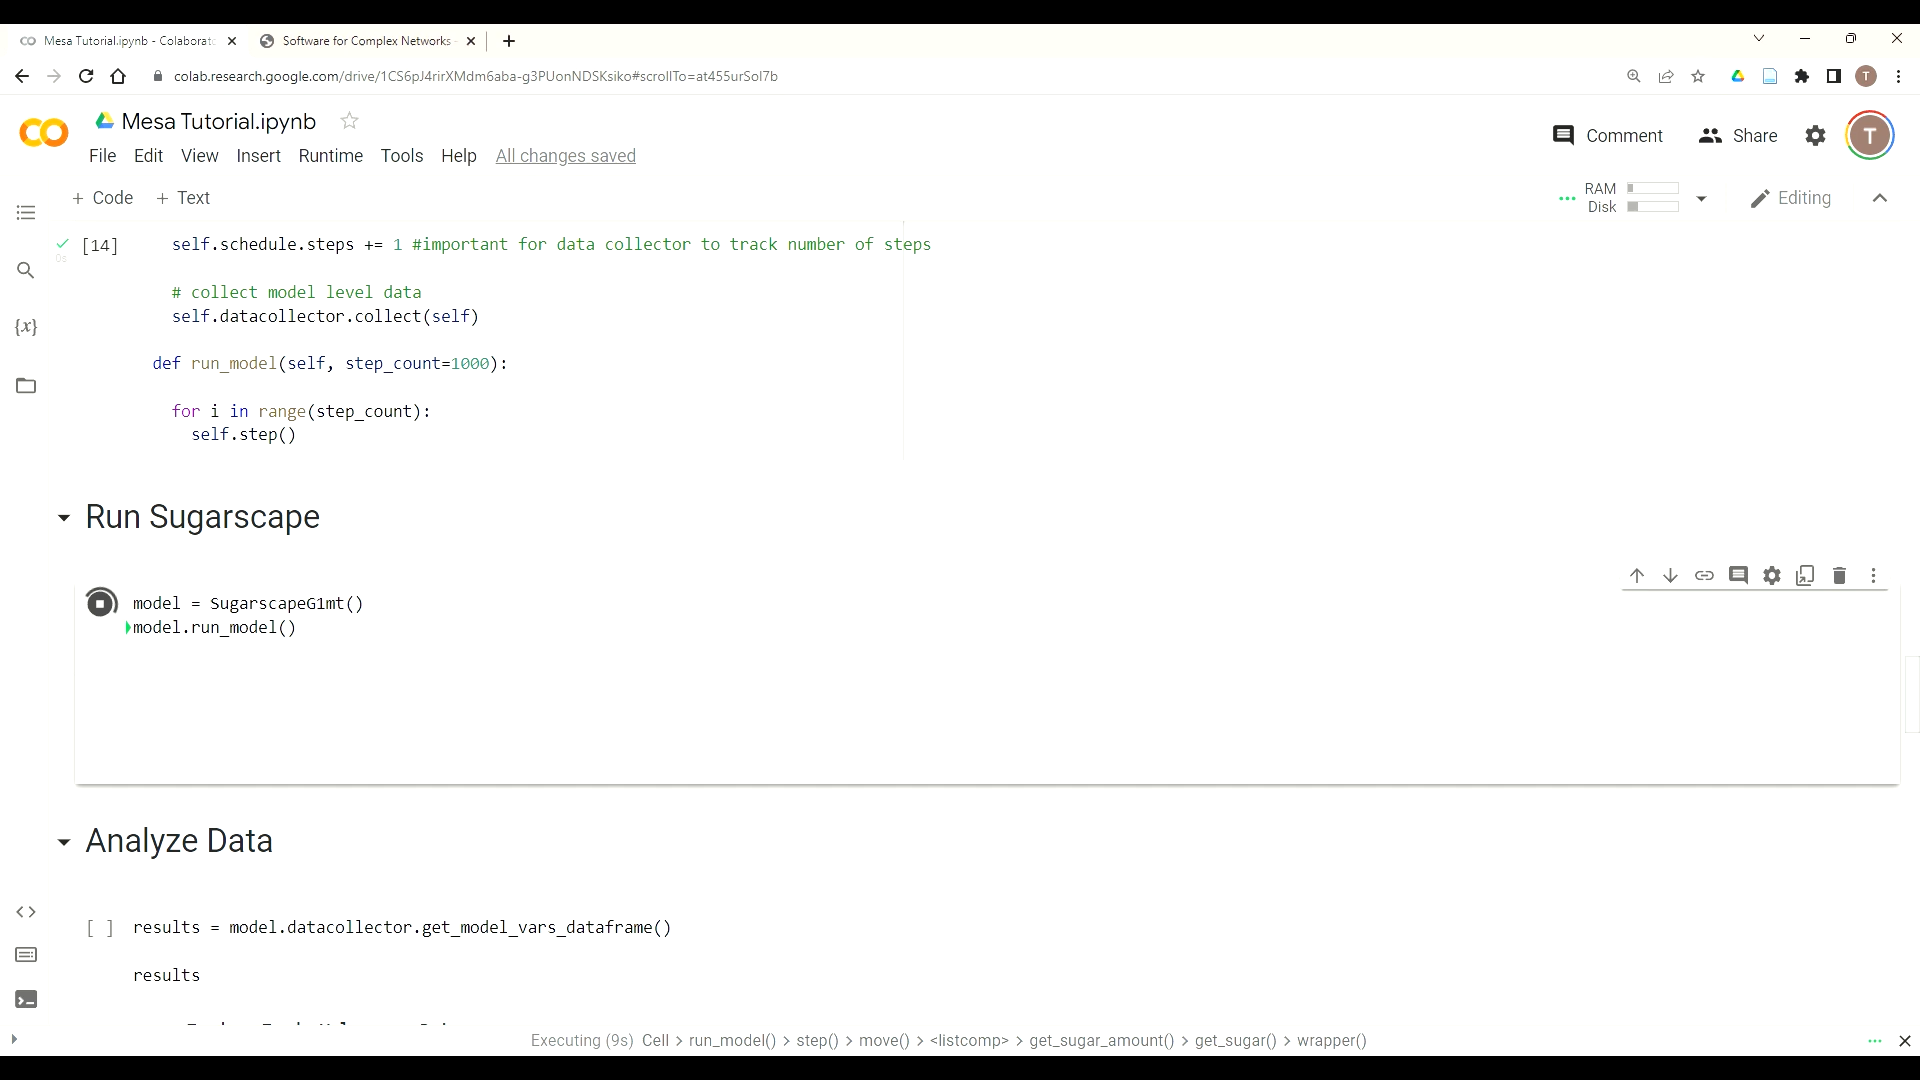 Mesa Tutorial.ipynb - Colaborato
Software for Complex Networks -
colab.research.google.com/drive/1CS6pJ4rirXMdm6aba-g3PUonNDSKsiko#scrollTo=at455urSol7b
T
CO Mesa Tutorial.ipynb
Comment Share T
File Edit View Insert Runtime Tools Help All changes saved
+ Code + Text
RAM
Disk
Editing
[14] self.schedule.steps += 1 #important for data collector to track number of steps
0s
# collect model level data
{x} self.datacollector.collect(self)
def run_model(self, step_count=1000):
for i in range(step_count):
self.step()
Run Sugarscape
model = SugarscapeG1mt()
model.run_model()
Analyze Data
[ ] results = model.datacollector.get_model_vars_dataframe()
results
Executing (9s) Cell > run_model() > step() > move() > <listcomp> > get_sugar_amount() > get_sugar() > wrapper()